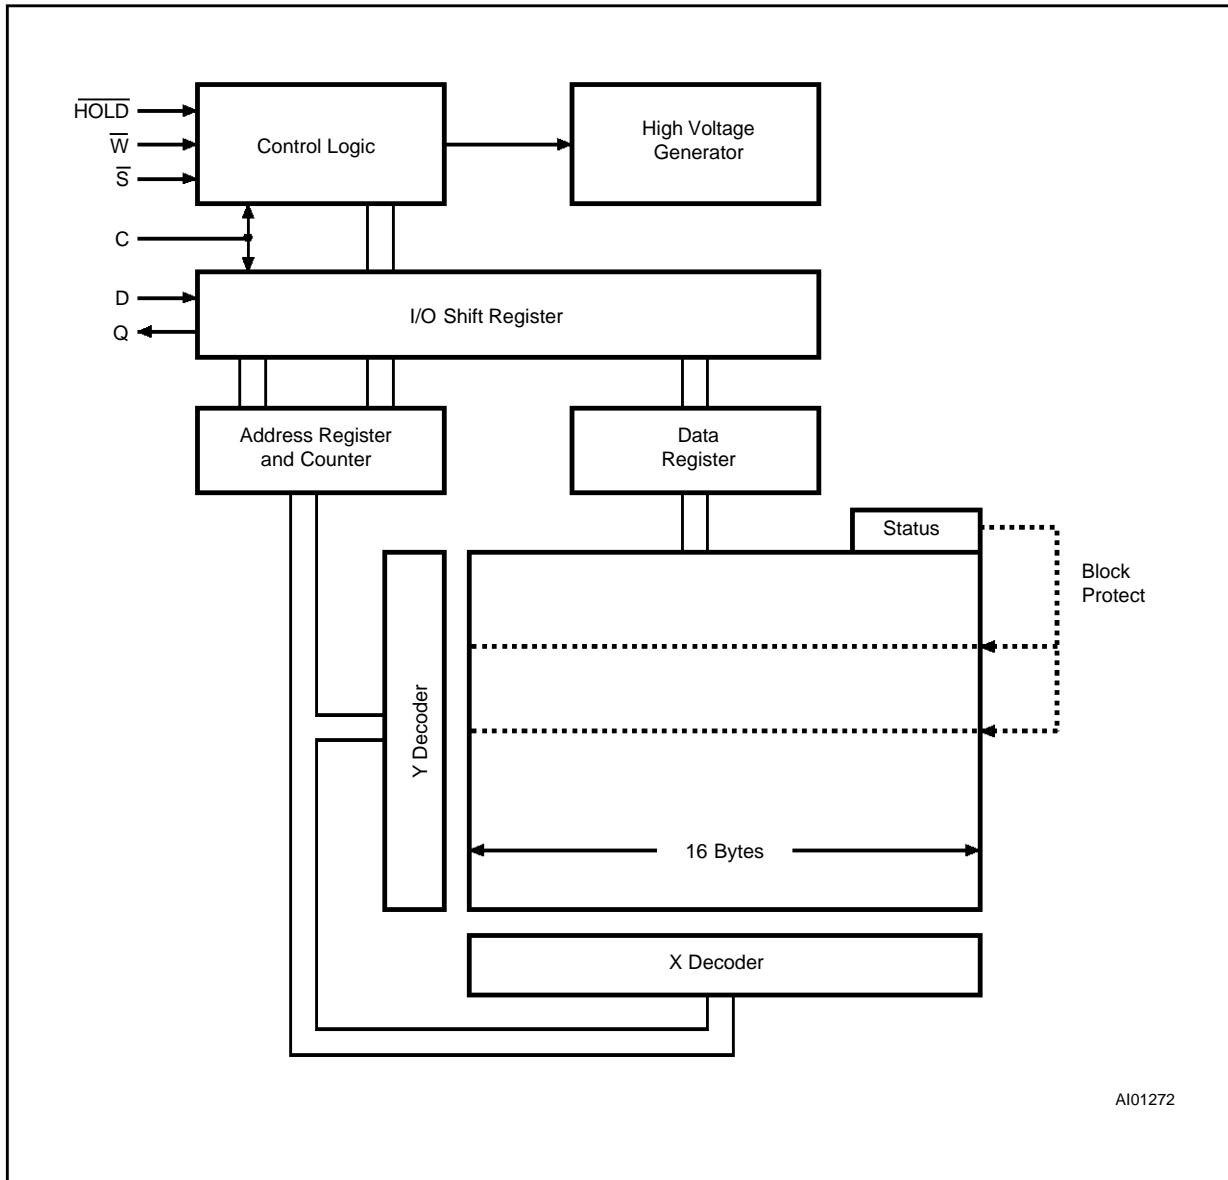 HOLD
W
S
Control Logic
High Voltage
Generator
C
D
Q
I/O Shift Register
Address Register
and Counter
Data
Register
Status
Block
Protect
Y Decoder
16 Bytes
X Decoder
AI01272